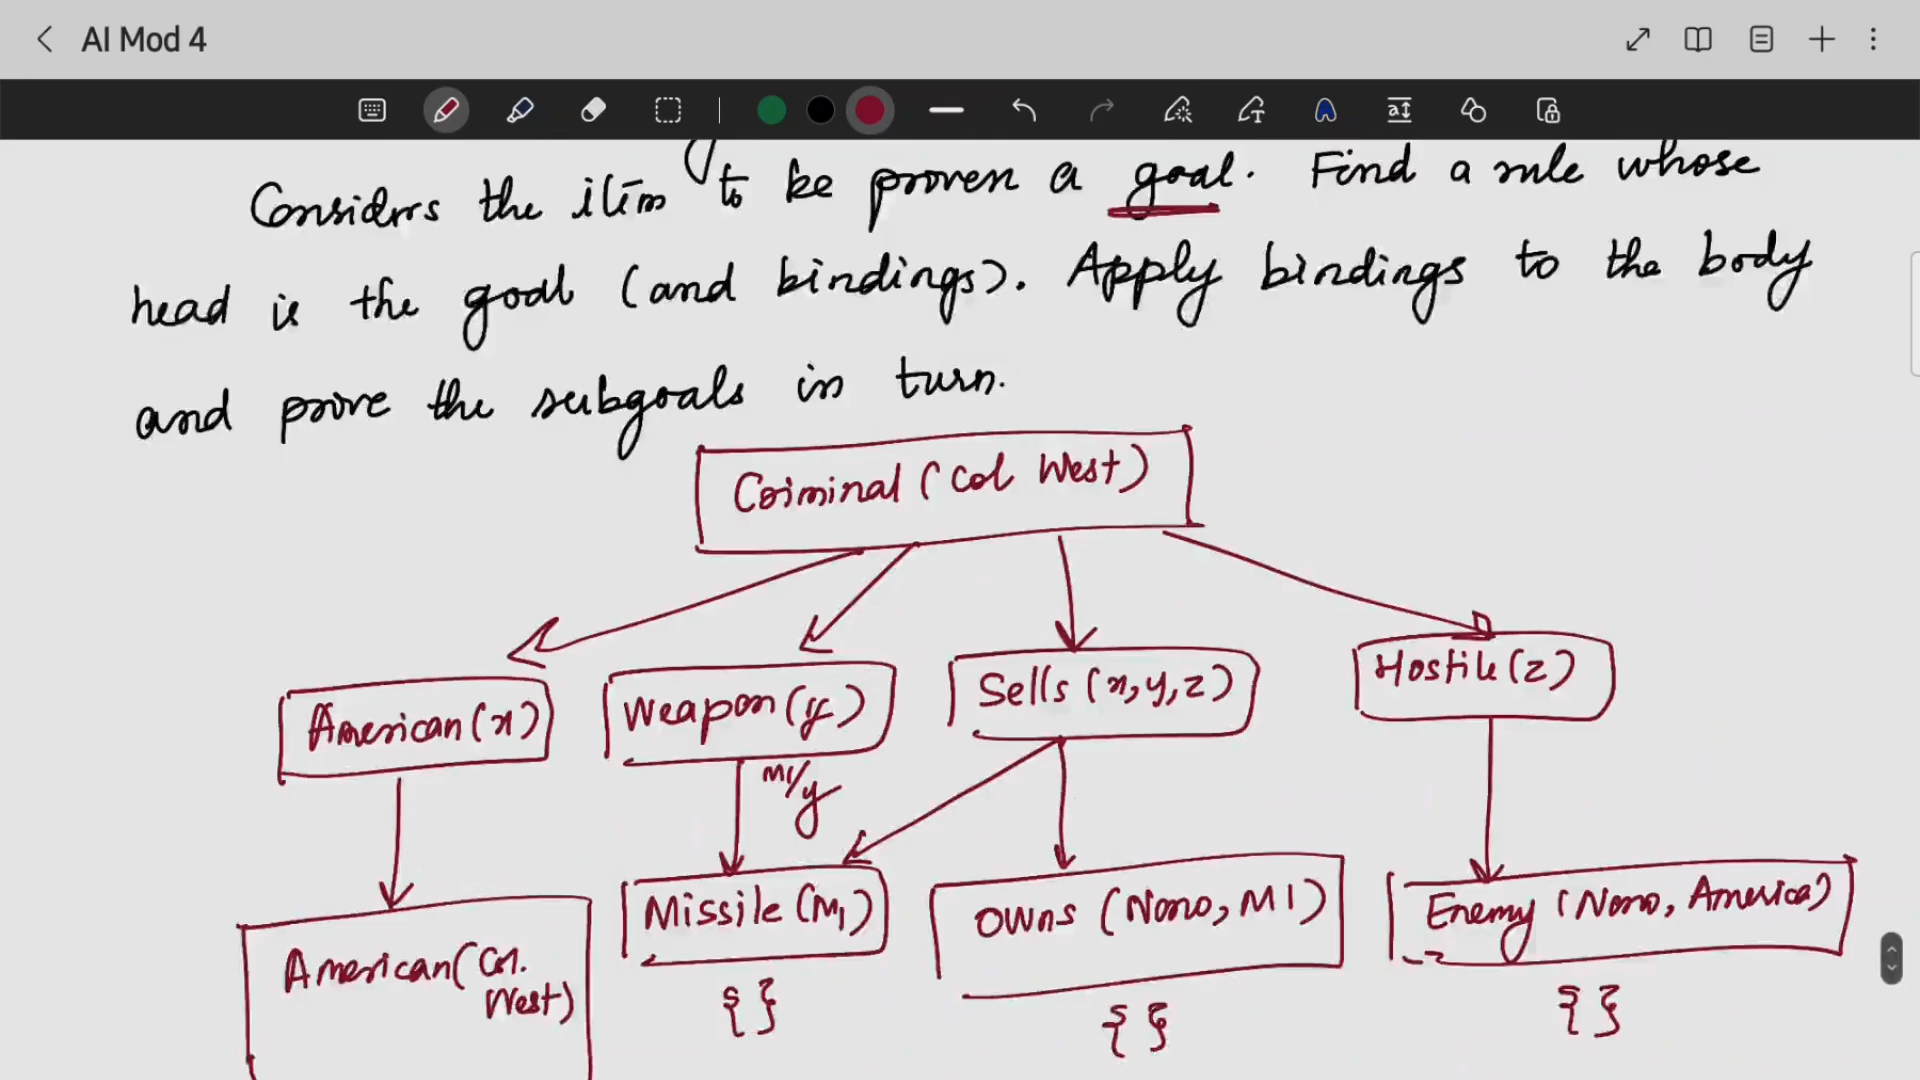 AI Mod 4
Considers the item to be proven a goal. Find a rule whose
head is the goal (and bindings). Apply bindings to the body
and prove the subgoals in turn.
Criminal (Col West)
American(x) Weapon(y) Sells (x,y,z) Hostile(z)
M1/y
American(Col. West) Missile(M1) Owns (Nono, M1) Enemy (Nono, America)
{} {} {}